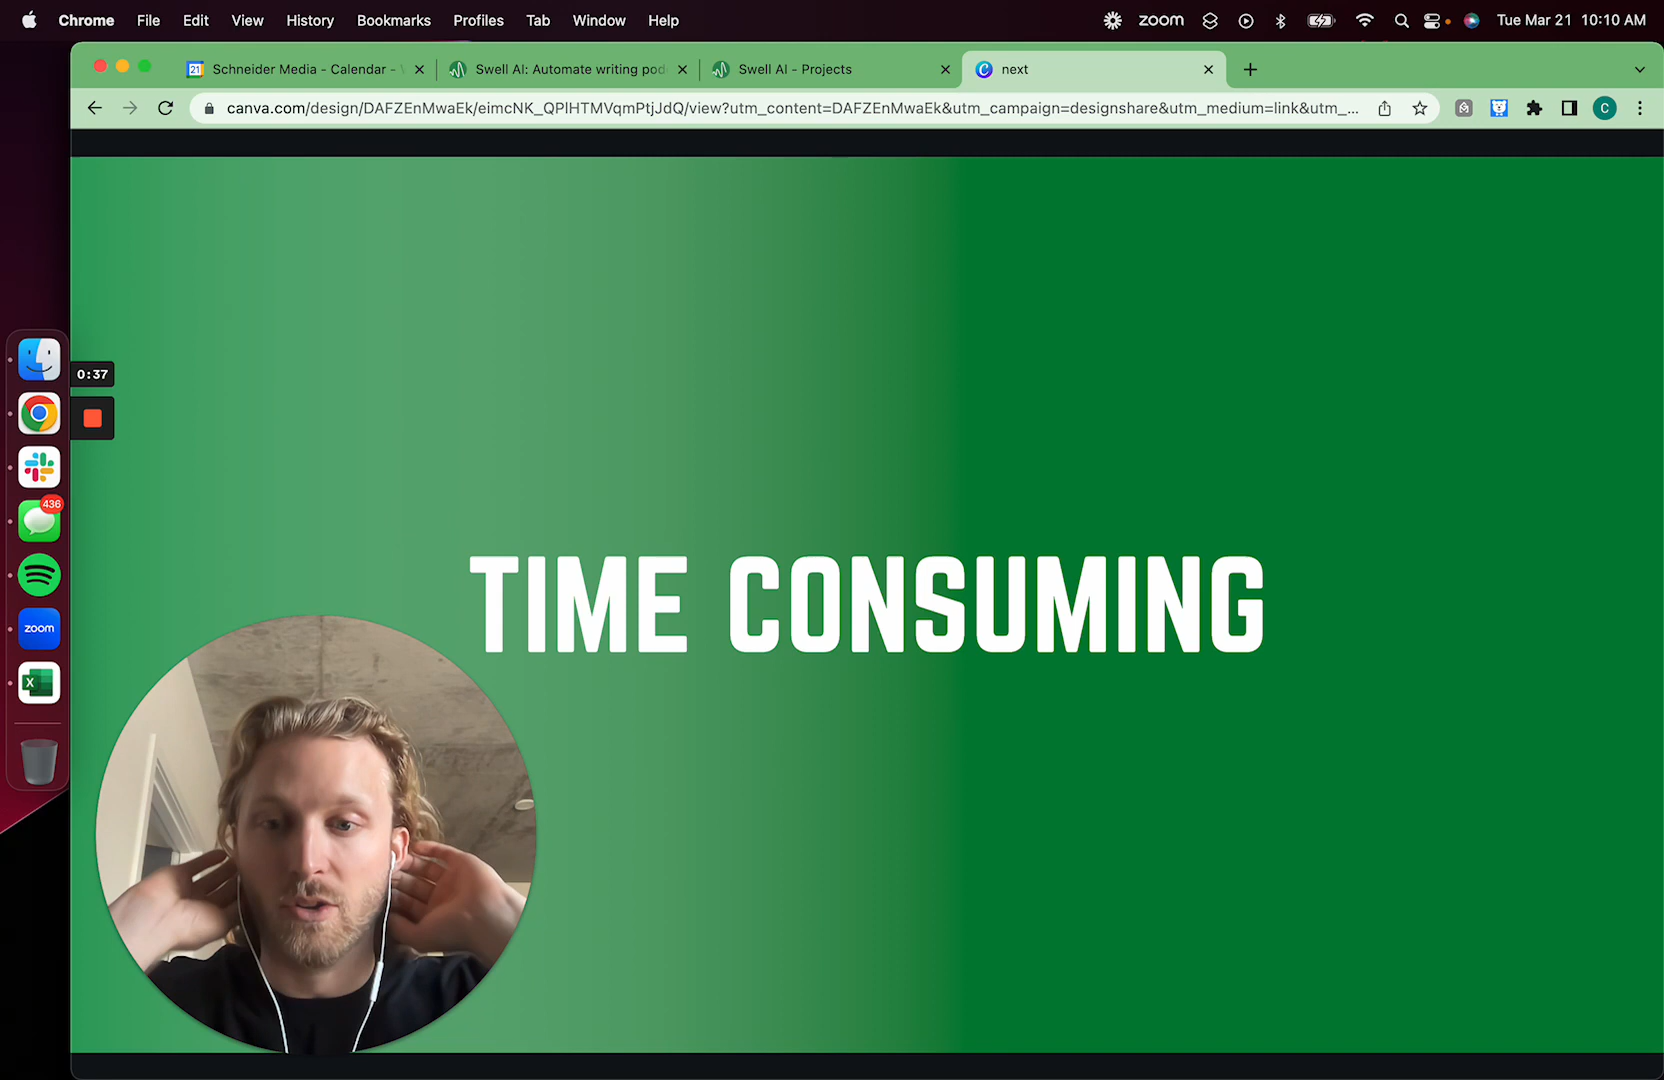 Chrome File Edit View History Bookmarks Profiles Tab Window Help zoom Tue Mar 21 10:10 AM
21 Schneider Media - Calendar - Swell AI: Automate writing pod Swell AI - Projects next
canva.com/design/DAFZEnMwaEk/eimcNK_QPlHTMVqmPtjJdQ/view?utm_content=DAFZEnMwaEk&utm_campaign=designshare&utm_medium=link&utm_... C
0:37
436
TIME CONSUMING
zoom
X